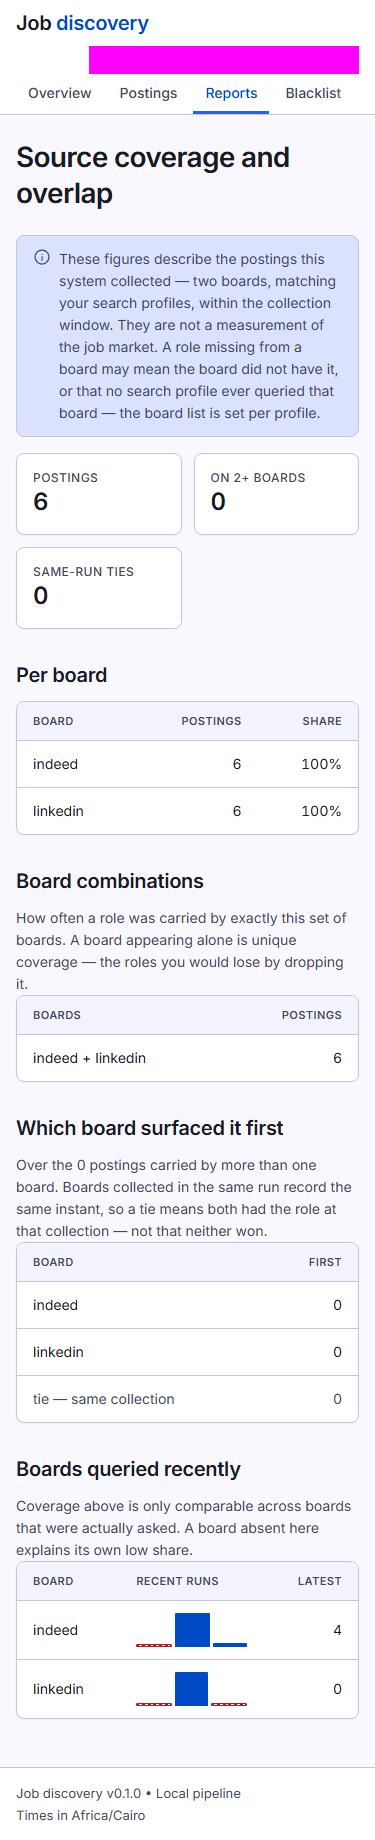 Job discovery
Overview Postings Reports Blacklist
Source coverage and
overlap
These figures describe the postings this
system collected — two boards, matching
your search profiles, within the collection
window. They are not a measurement of
the job market. A role missing from a
board may mean the board did not have it,
or that no search profile ever queried that
board — the board list is set per profile.
POSTINGS ON 2+ BOARDS
6 0
SAME-RUN TIES
0
Per board
BOARD POSTINGS SHARE
indeed 6 100%
linkedin 6 100%
Board combinations
How often a role was carried by exactly this set of
boards. A board appearing alone is unique
coverage — the roles you would lose by dropping
it.
BOARDS POSTINGS
indeed + linkedin 6
Which board surfaced it first
Over the 0 postings carried by more than one
board. Boards collected in the same run record the
same instant, so a tie means both had the role at
that collection — not that neither won.
BOARD FIRST
indeed 0
linkedin 0
tie — same collection 0
Boards queried recently
Coverage above is only comparable across boards
that were actually asked. A board absent here
explains its own low share.
BOARD RECENT RUNS LATEST
indeed 4
linkedin 0
Job discovery v0.1.0 • Local pipeline
Times in Africa/Cairo